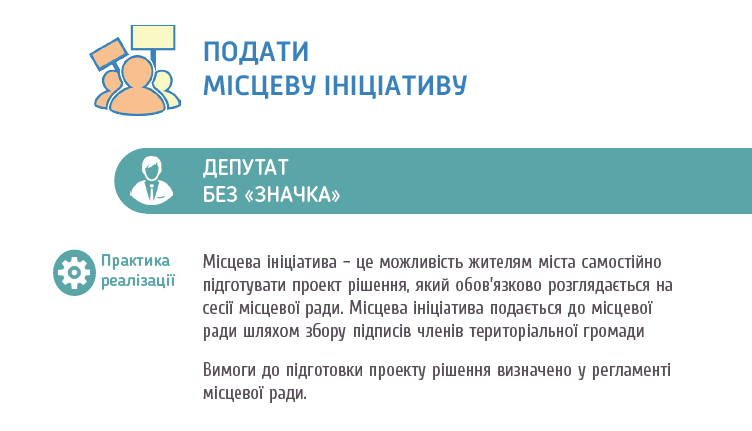 ПОДАТИ
МІСЦЕВУ ІНІЦІАТИВУ
ДЕПУТАТ
БЕЗ «ЗНАЧКА»
Практика
реалізації
Місцева ініціатива – це можливість жителям міста самостійно
підготувати проект рішення, який обов'язково розглядається на
сесії місцевої ради. Місцева ініціатива подається до місцевої
ради шляхом збору підписів членів територіальної громади
Вимоги до підготовки проекту рішення визначено у регламенті
місцевої ради.